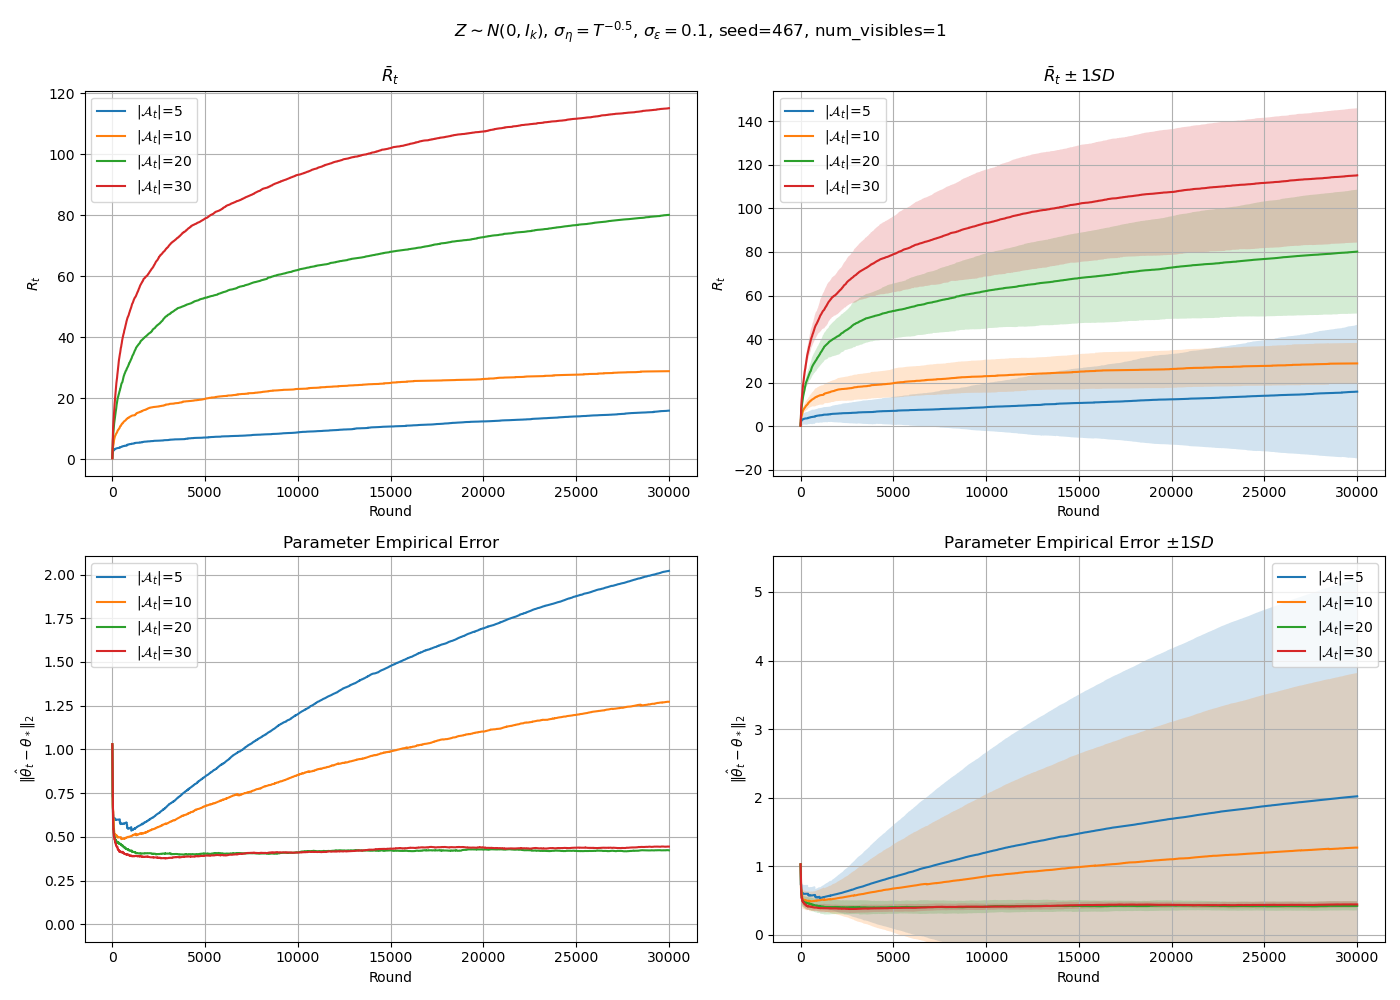 Z ∼ N(0, I_k), σ_η = T^{−0.5}, σ_ε = 0.1, seed=467, num_visibles=1
R̄_t
R_t
120
100
80
60
40
20
0
|𝒜_t|=5
|𝒜_t|=10
|𝒜_t|=20
|𝒜_t|=30
0 5000 10000 15000 20000 25000 30000
Round
R̄_t ± 1SD
R_t
140
120
100
80
60
40
20
0
−20
|𝒜_t|=5
|𝒜_t|=10
|𝒜_t|=20
|𝒜_t|=30
0 5000 10000 15000 20000 25000 30000
Round
Parameter Empirical Error
‖θ̂_t − θ_*‖_2
2.00
1.75
1.50
1.25
1.00
0.75
0.50
0.25
0.00
|𝒜_t|=5
|𝒜_t|=10
|𝒜_t|=20
|𝒜_t|=30
0 5000 10000 15000 20000 25000 30000
Round
Parameter Empirical Error ±1SD
‖θ̂_t − θ_*‖_2
5
4
3
2
1
0
|𝒜_t|=5
|𝒜_t|=10
|𝒜_t|=20
|𝒜_t|=30
0 5000 10000 15000 20000 25000 30000
Round